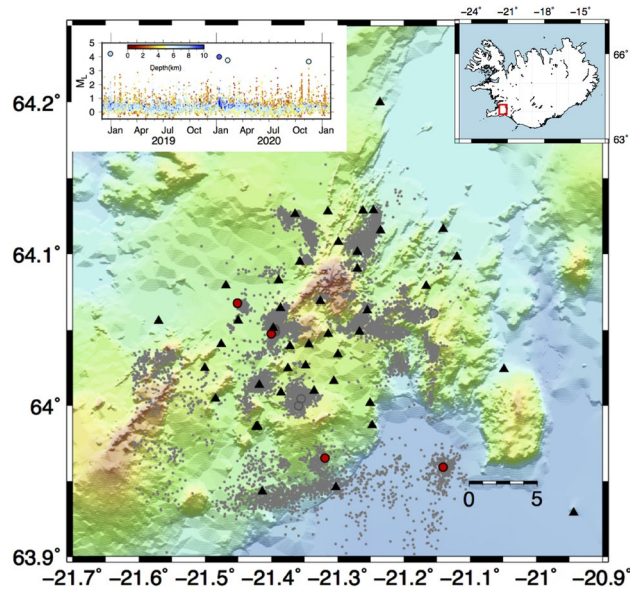 5
4
3
2
1
0
M_L
0 2 4 6 8 10
Depth(km)
Jan Apr Jul Oct Jan Apr Jul Oct Jan
2019 2020
−24° −21° −18° −15°
66°
63°
64.2°
64.1°
64°
63.9°
0 5
−21.7 −21.6 −21.5 −21.4 −21.3 −21.2 −21.1 −21 −20.9